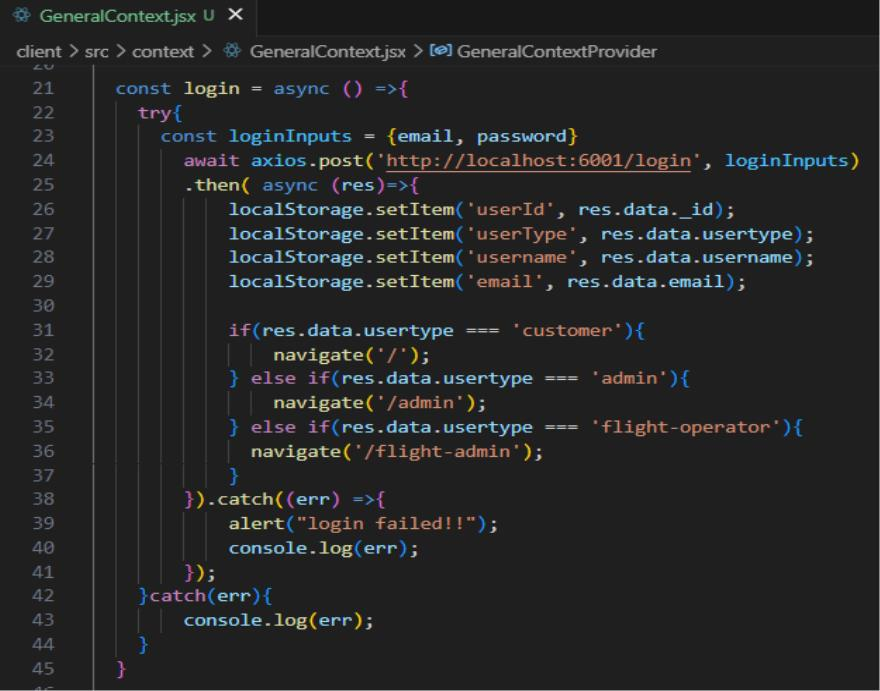 GeneralContext.jsx U ×
client > src > context > GeneralContext.jsx > GeneralContextProvider
20
21 const login = async () =>{
22 try{
23 const loginInputs = {email, password}
24 await axios.post('http://localhost:6001/login', loginInputs)
25 .then( async (res)=>{
26 localStorage.setItem('userId', res.data._id);
27 localStorage.setItem('userType', res.data.usertype);
28 localStorage.setItem('username', res.data.username);
29 localStorage.setItem('email', res.data.email);
30
31 if(res.data.usertype === 'customer'){
32 navigate('/');
33 } else if(res.data.usertype === 'admin'){
34 navigate('/admin');
35 } else if(res.data.usertype === 'flight-operator'){
36 navigate('/flight-admin');
37 }
38 }).catch((err) =>{
39 alert("login failed!!");
40 console.log(err);
41 });
42 }catch(err){
43 console.log(err);
44 }
45 }